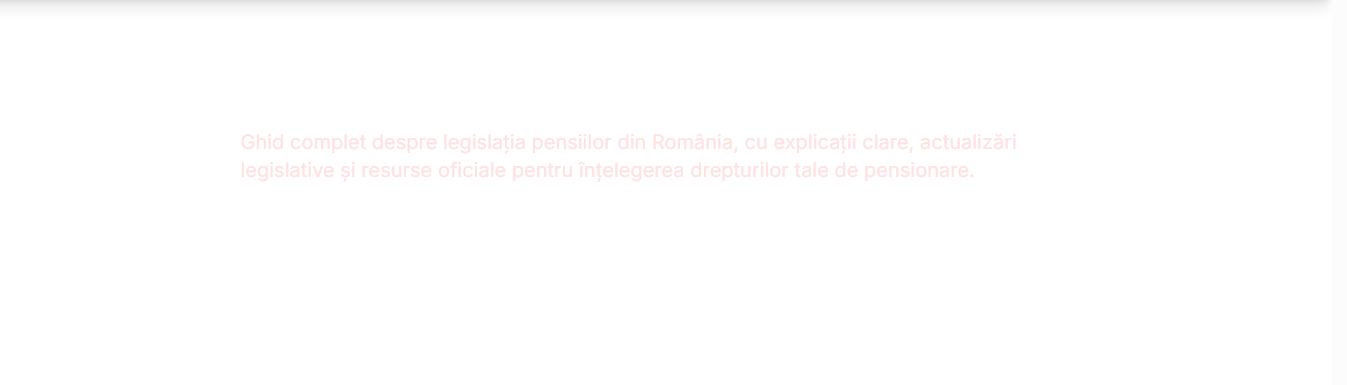 Ghid complet despre legislația pensiilor din România, cu explicații clare, actualizări
legislative și resurse oficiale pentru înțelegerea drepturilor tale de pensionare.